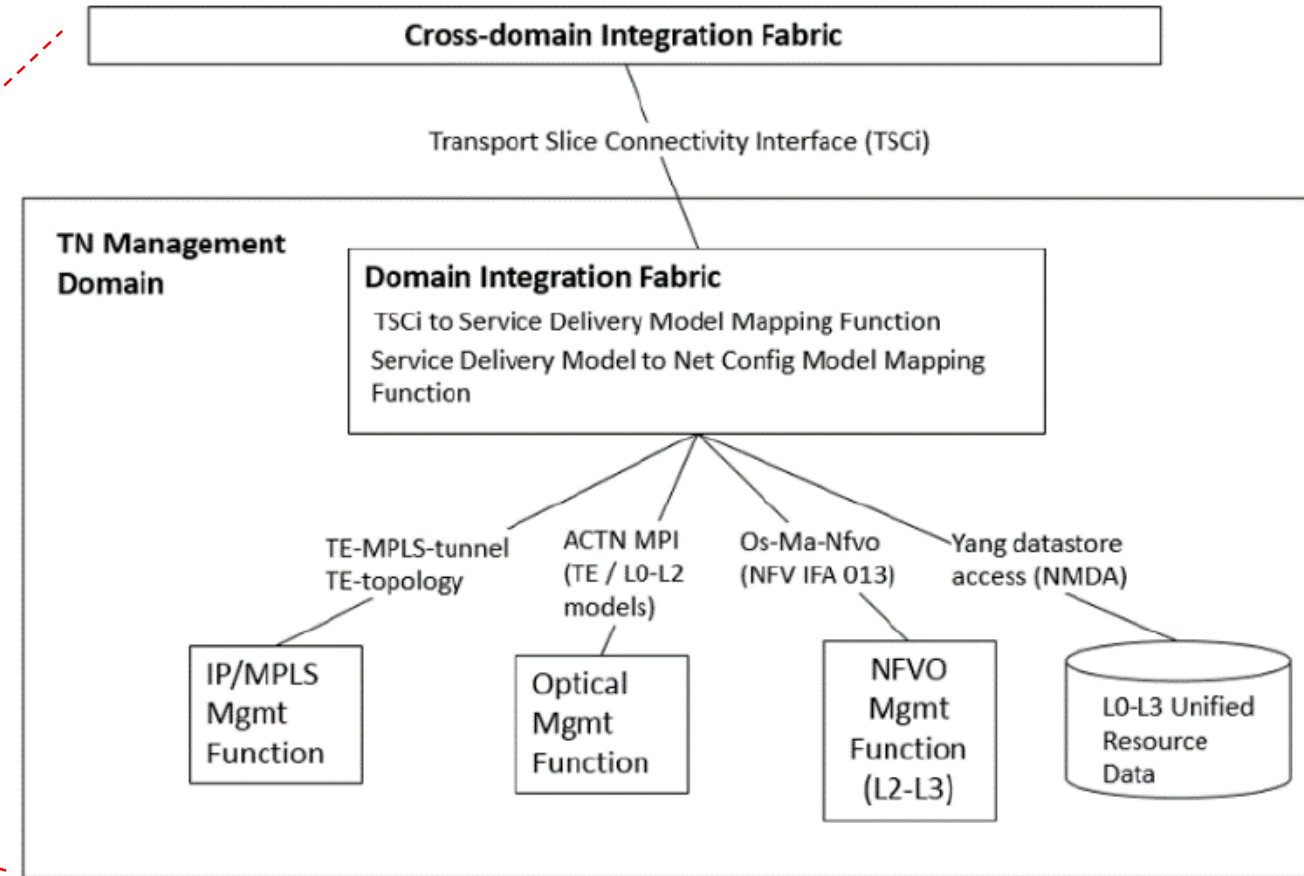 Cross-domain Integration Fabric
Transport Slice Connectivity Interface (TSCi)
TN Management
Domain
Domain Integration Fabric
TSCi to Service Delivery Model Mapping Function
Service Delivery Model to Net Config Model Mapping
Function
TE-MPLS-tunnel
TE-topology
ACTN MPI
(TE / L0-L2
models)
Os-Ma-Nfvo
(NFV IFA 013)
Yang datastore
access (NMDA)
IP/MPLS
Mgmt
Function
Optical
Mgmt
Function
NFVO
Mgmt
Function
(L2-L3)
L0-L3 Unified
Resource
Data